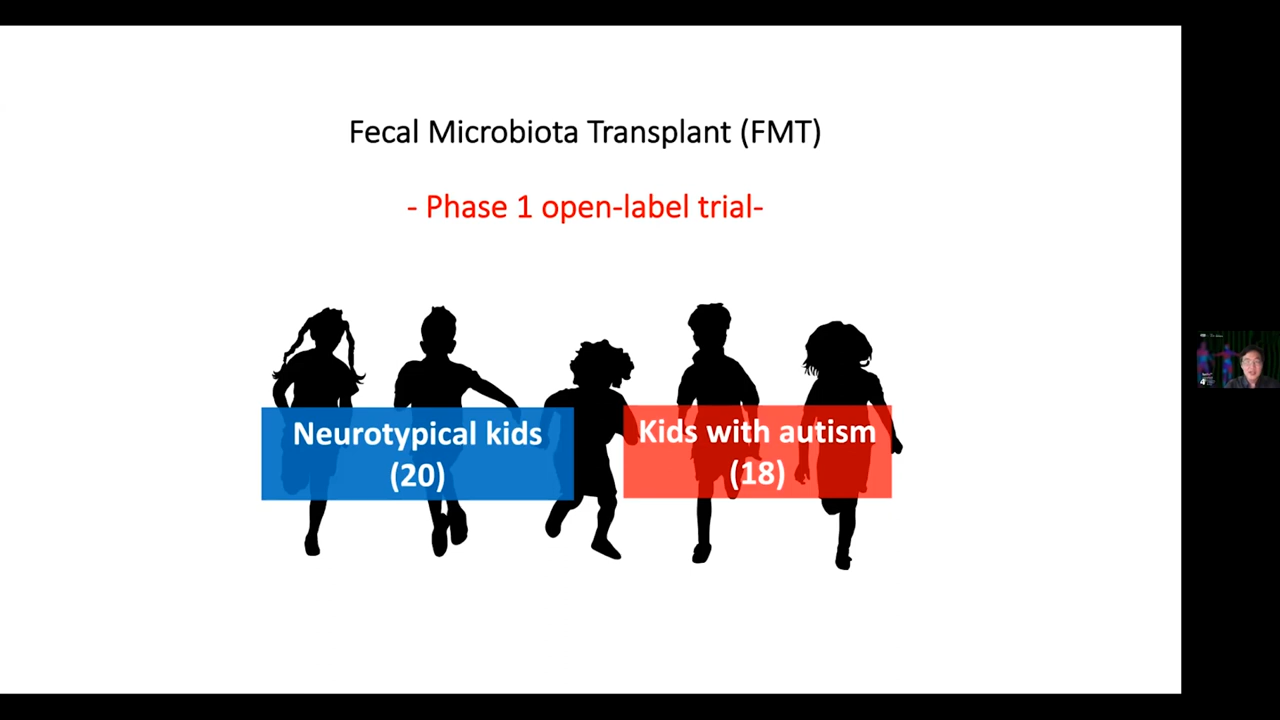 Fecal Microbiota Transplant (FMT)
- Phase 1 open-label trial-
Neurotypical kids
(20)
Kids with autism
(18)